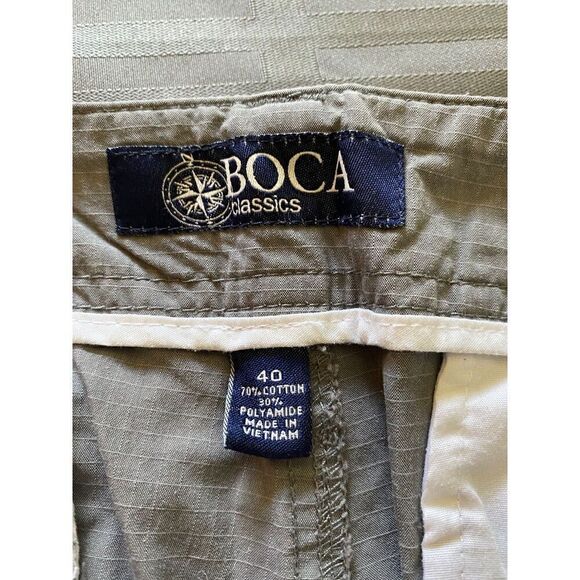 BOCA
classics
40
70% COTTON
30%
POLYAMIDE
MADE IN
VIETNAM